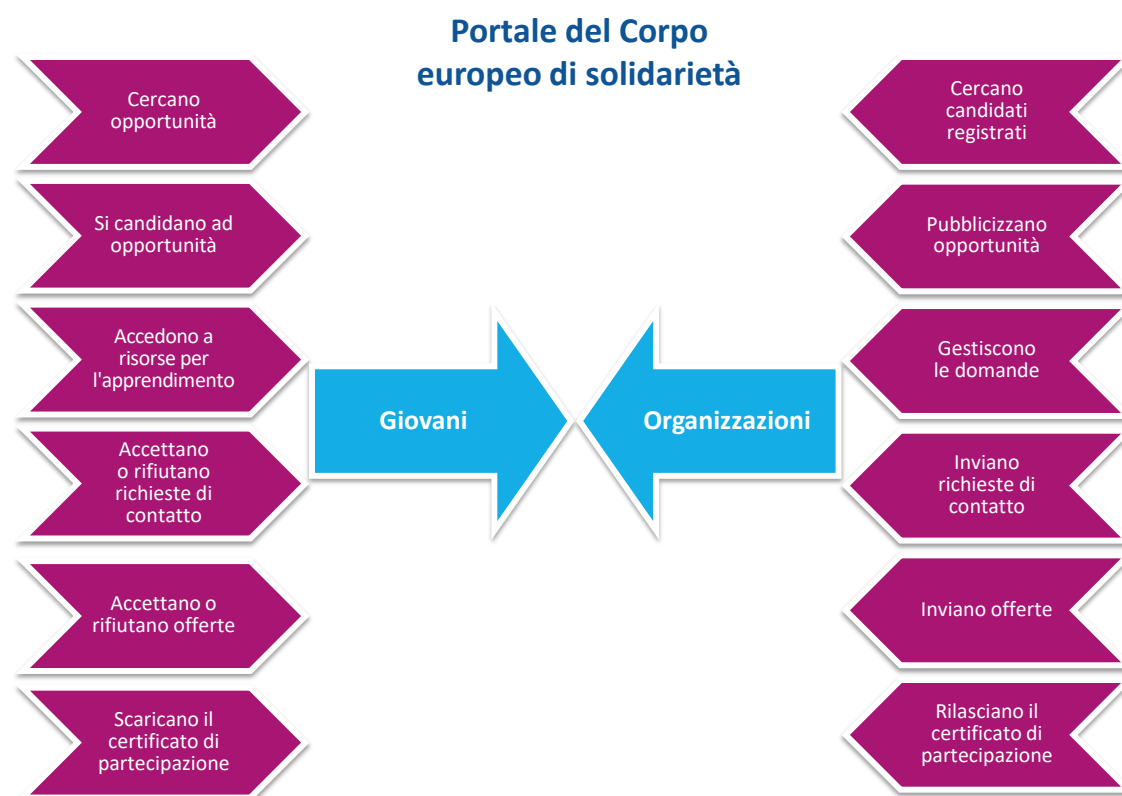 Portale del Corpo
europeo di solidarietà
Cercano
opportunità
Si candidano ad
opportunità
Accedono a
risorse per
l'apprendimento
Accettano
o rifiutano
richieste di
contatto
Accettano o
rifiutano offerte
Scaricano il
certificato di
partecipazione
Giovani
Organizzazioni
Cercano
candidati
registrati
Pubblicizzano
opportunità
Gestiscono
le domande
Inviano
richieste di
contatto
Inviano offerte
Rilasciano il
certificato di
partecipazione